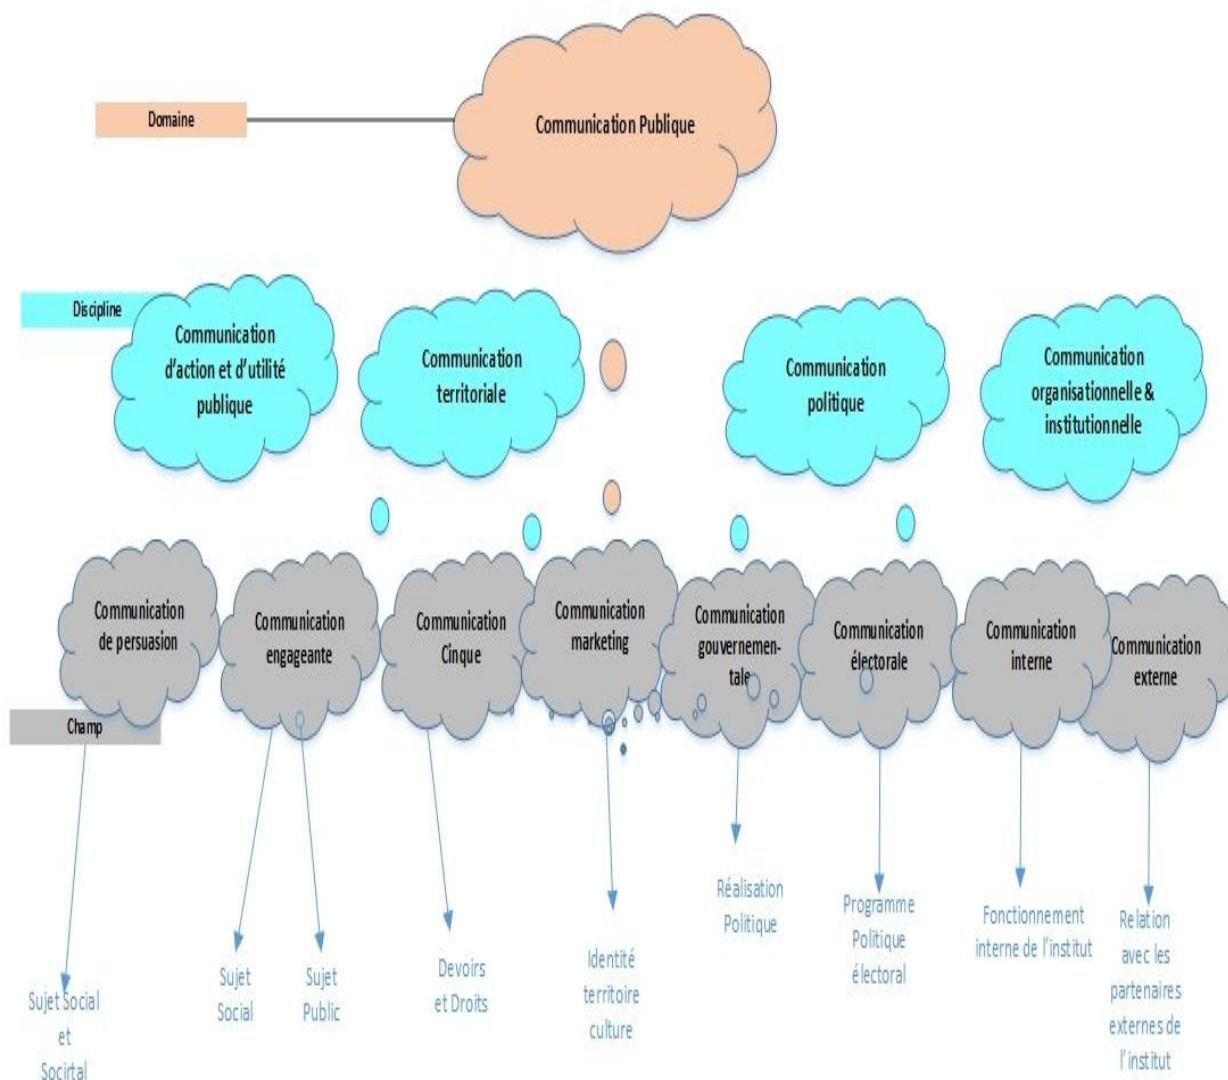 Domaine
Communication Publique
Discipline
Communication
d'action et d'utilité
publique
Communication
territoriale
Communication
politique
Communication
organisationnelle &
institutionnelle
Communication
de persuasion
Communication
engageante
Communication
Cinque
Communication
marketing
Communication
gouvernemen-
tale
Communication
électorale
Communication
interne
Communication
externe
Champ
Sujet Social
et
Socirtal
Sujet
Social
Sujet
Public
Devoirs
et Droits
Identité
territoire
culture
Réalisation
Politique
Programme
Politique
électoral
Fonctionnement
interne de l'institut
Relation
avec les
partenaires
externes de
l'institut